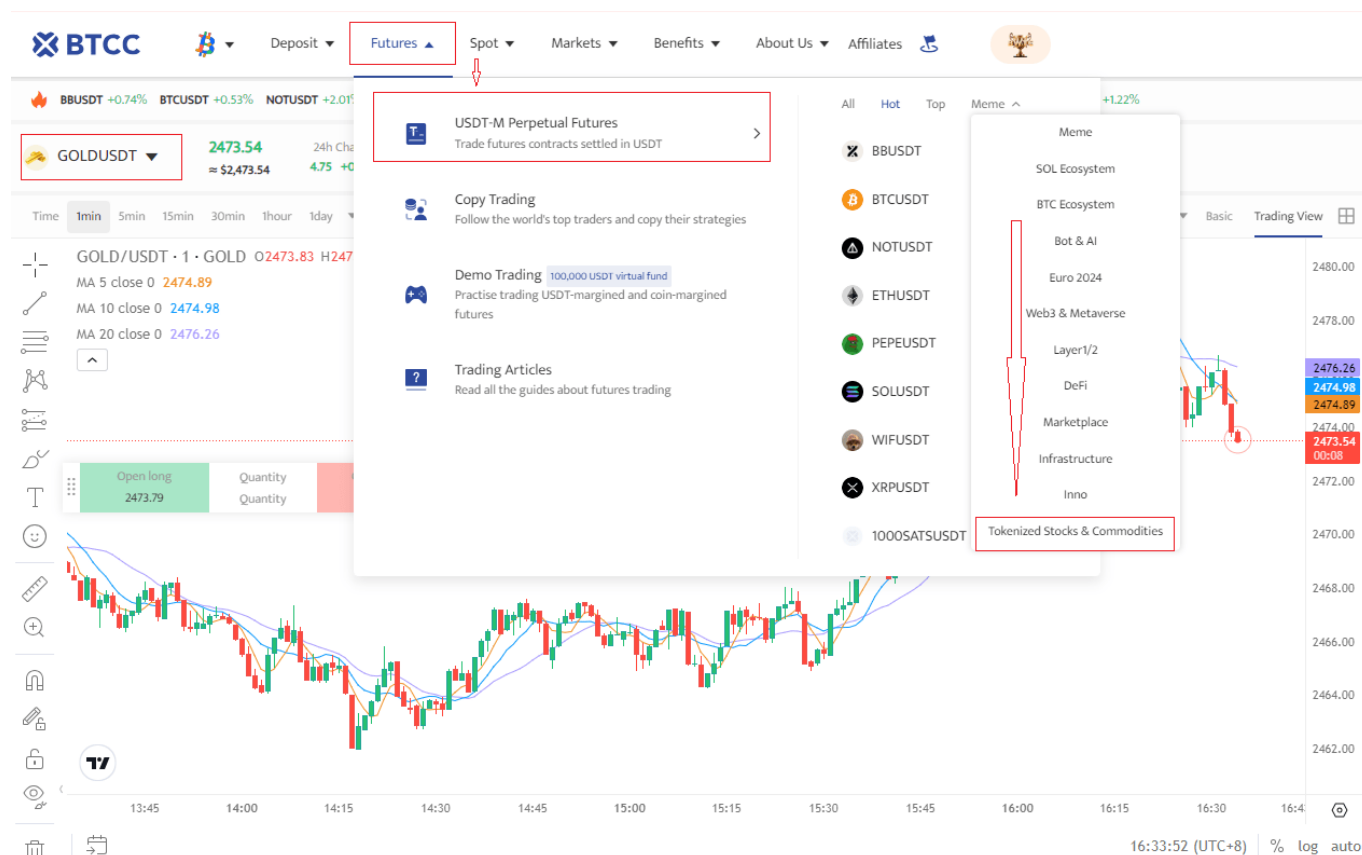 BTCC
Deposit
Futures
Spot
Markets
Benefits
About Us
Affiliates
BBUSDT +0.74% BTCUSDT +0.53% NOTUSDT +2.01
+1.22%
GOLDUSDT
2473.54
≈ $2,473.54
24h Cha
4.75 +0
Time 1min 5min 15min 30min 1hour 1day
Basic Trading View
GOLD/USDT · 1 · GOLD O2473.83 H247
MA 5 close 0 2474.89
MA 10 close 0 2474.98
MA 20 close 0 2476.26
Open long
2473.79
Quantity
Quantity
USDT-M Perpetual Futures
Trade futures contracts settled in USDT
Copy Trading
Follow the world's top traders and copy their strategies
Demo Trading 100,000 USDT virtual fund
Practise trading USDT-margined and coin-margined
futures
Trading Articles
Read all the guides about futures trading
All Hot Top Meme
BBUSDT
BTCUSDT
NOTUSDT
ETHUSDT
PEPEUSDT
SOLUSDT
WIFUSDT
XRPUSDT
1000SATSUSDT
Meme
SOL Ecosystem
BTC Ecosystem
Bot & AI
Euro 2024
Web3 & Metaverse
Layer1/2
DeFi
Marketplace
Infrastructure
Inno
Tokenized Stocks & Commodities
2480.00
2478.00
2476.26
2474.98
2474.89
2474.00
2473.54
00:08
2472.00
2470.00
2468.00
2466.00
2464.00
2462.00
13:45 14:00 14:15 14:30 14:45 15:00 15:15 15:30 15:45 16:00 16:15 16:30 16:4
16:33:52 (UTC+8) % log auto